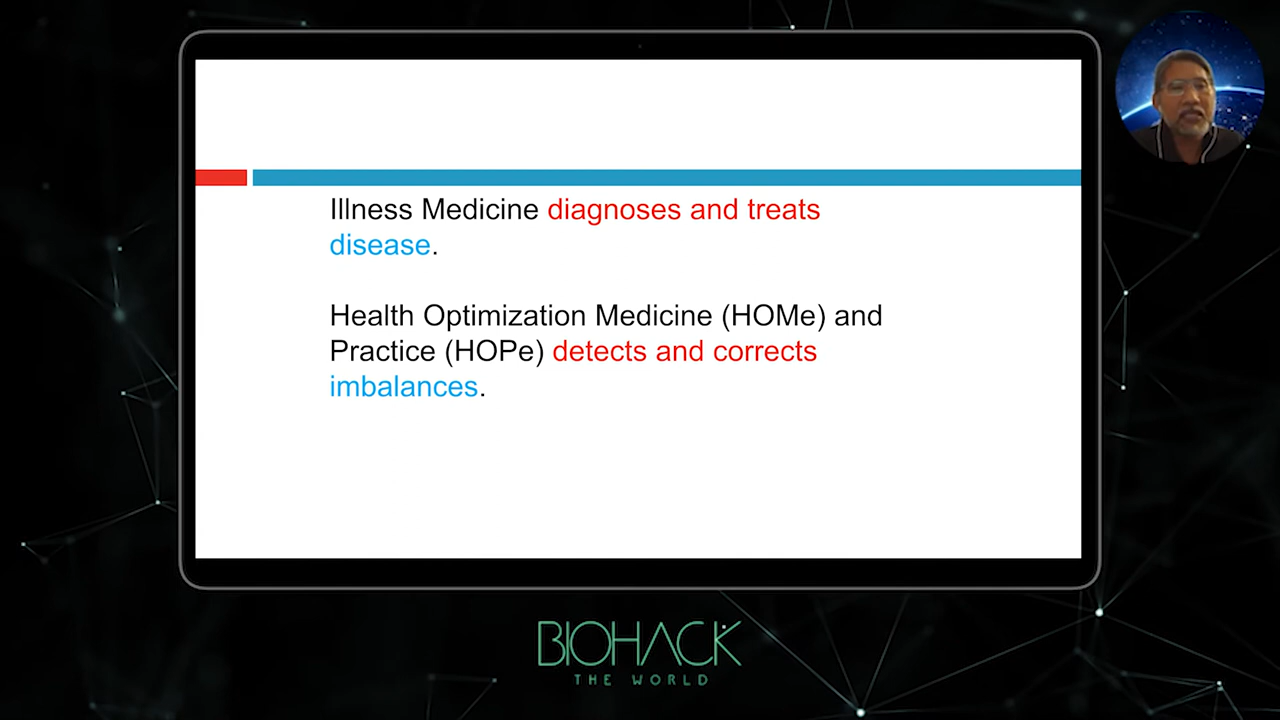 Illness Medicine diagnoses and treats
disease.
Health Optimization Medicine (HOMe) and
Practice (HOPe) detects and corrects
imbalances.
BIOHACK
THE WORLD